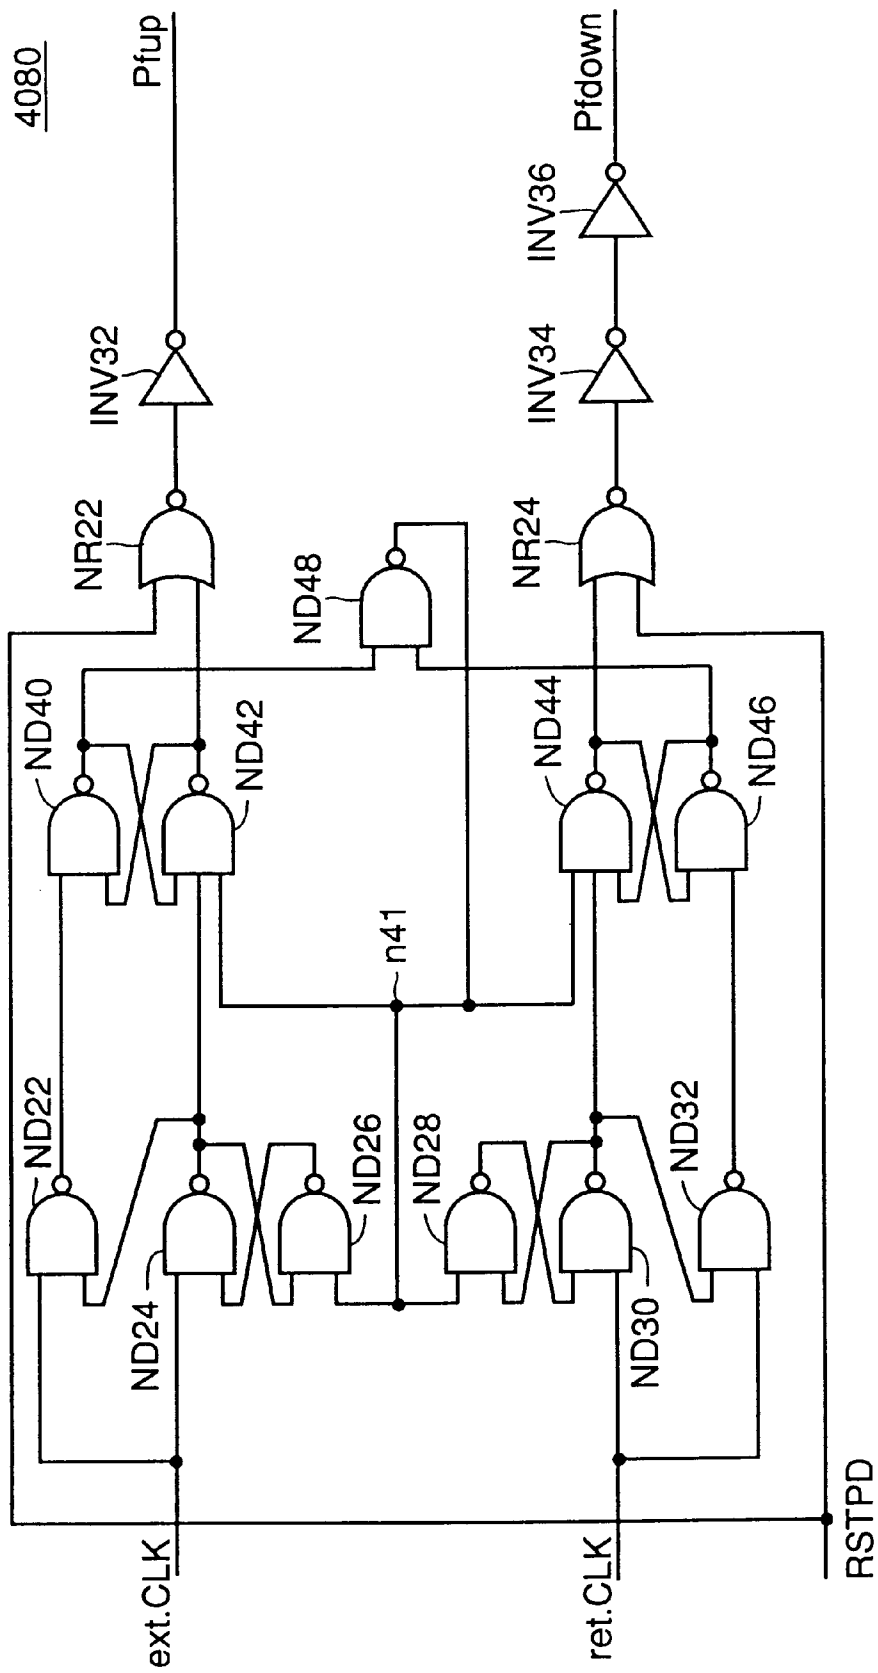 4080
Pfup
Pfdown
INV32
INV34
INV36
NR22
NR24
ND48
ND40
ND42
ND44
ND46
n41
ND22
ND24
ND26
ND28
ND30
ND32
ext.CLK
ret.CLK
RSTPD